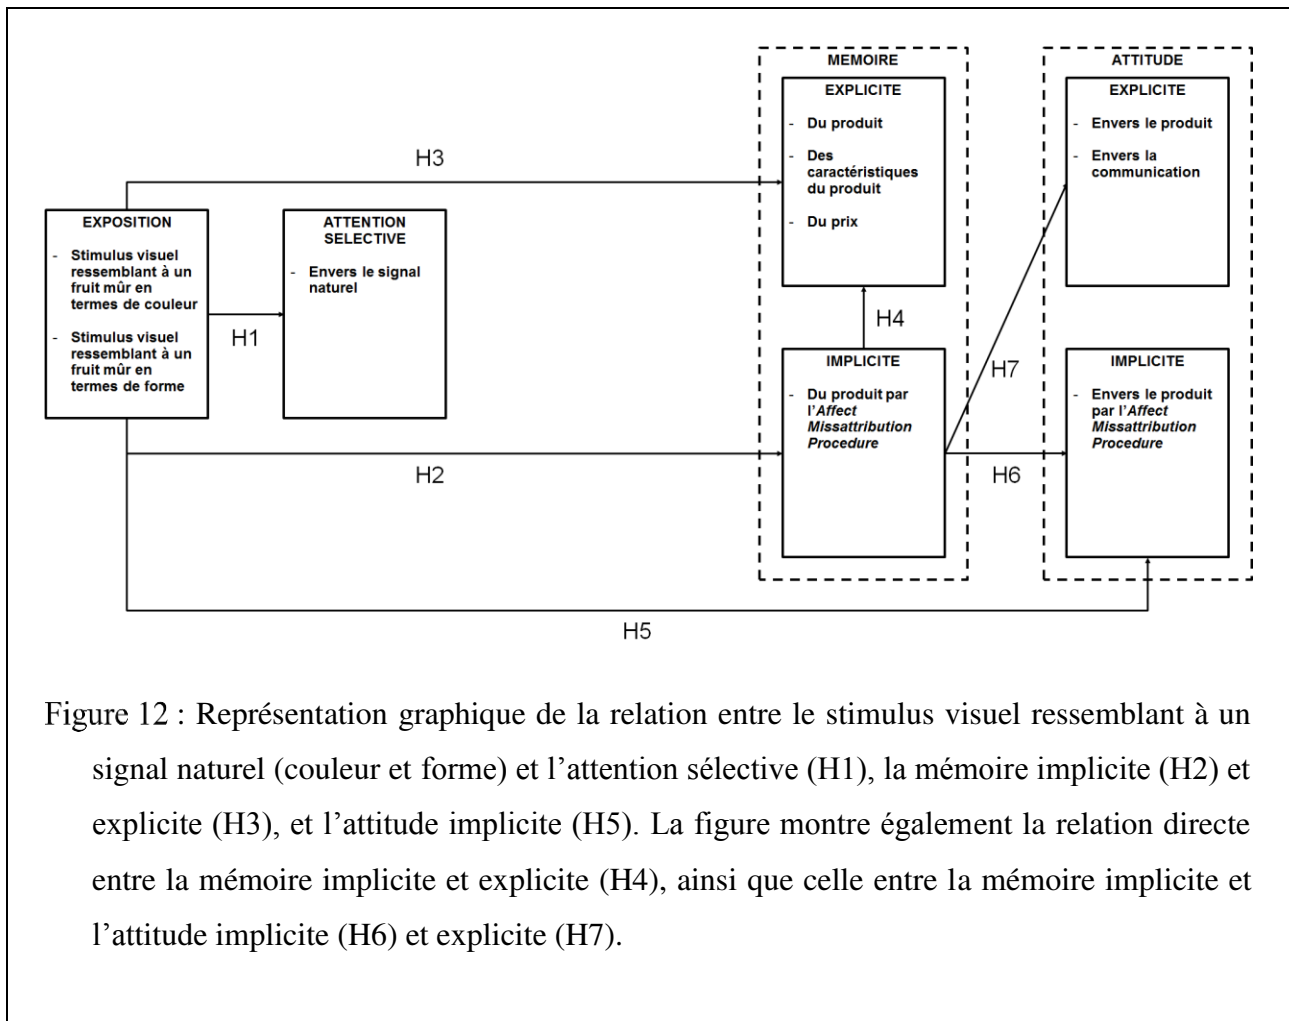 MEMOIRE
ATTITUDE
EXPLICITE
- Du produit
- Des
caractéristiques
du produit
- Du prix
EXPLICITE
- Envers le produit
- Envers la
communication
H3
EXPOSITION
- Stimulus visuel
ressemblant à un
fruit mûr en
termes de couleur
- Stimulus visuel
ressemblant à un
fruit mûr en
termes de forme
ATTENTION
SELECTIVE
- Envers le signal
naturel
H1
H4
H7
IMPLICITE
- Du produit par
l'Affect
Missattribution
Procedure
IMPLICITE
- Envers le produit
par l'Affect
Missattribution
Procedure
H2
H6
H5
Figure 12 : Représentation graphique de la relation entre le stimulus visuel ressemblant à un
signal naturel (couleur et forme) et l’attention sélective (H1), la mémoire implicite (H2) et
explicite (H3), et l’attitude implicite (H5). La figure montre également la relation directe
entre la mémoire implicite et explicite (H4), ainsi que celle entre la mémoire implicite et
l’attitude implicite (H6) et explicite (H7).